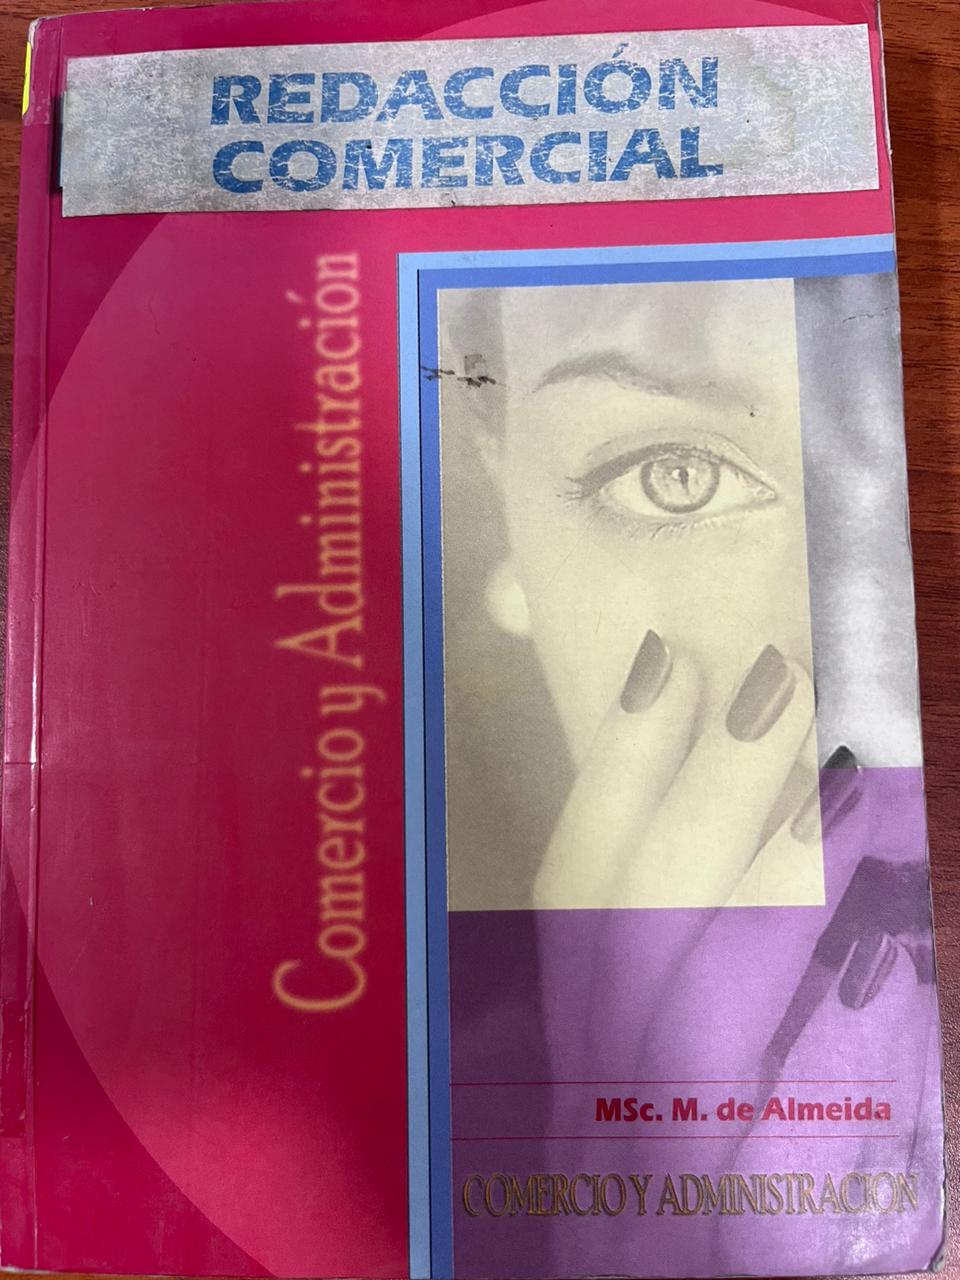 REDACCIÓN
COMERCIAL
Comercio y Administración
MSc. M. de Almeida
COMERCIO Y ADMINISTRACION